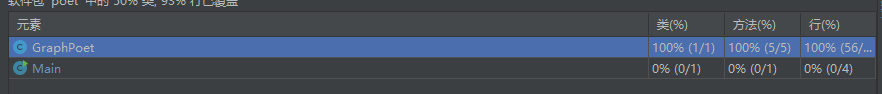 软件包 'poet' 中的 50% 类, 93% 行已覆盖
元素 类(%) 方法(%) 行(%)
GraphPoet 100% (1/1) 100% (5/5) 100% (56/...
Main 0% (0/1) 0% (0/1) 0% (0/4)